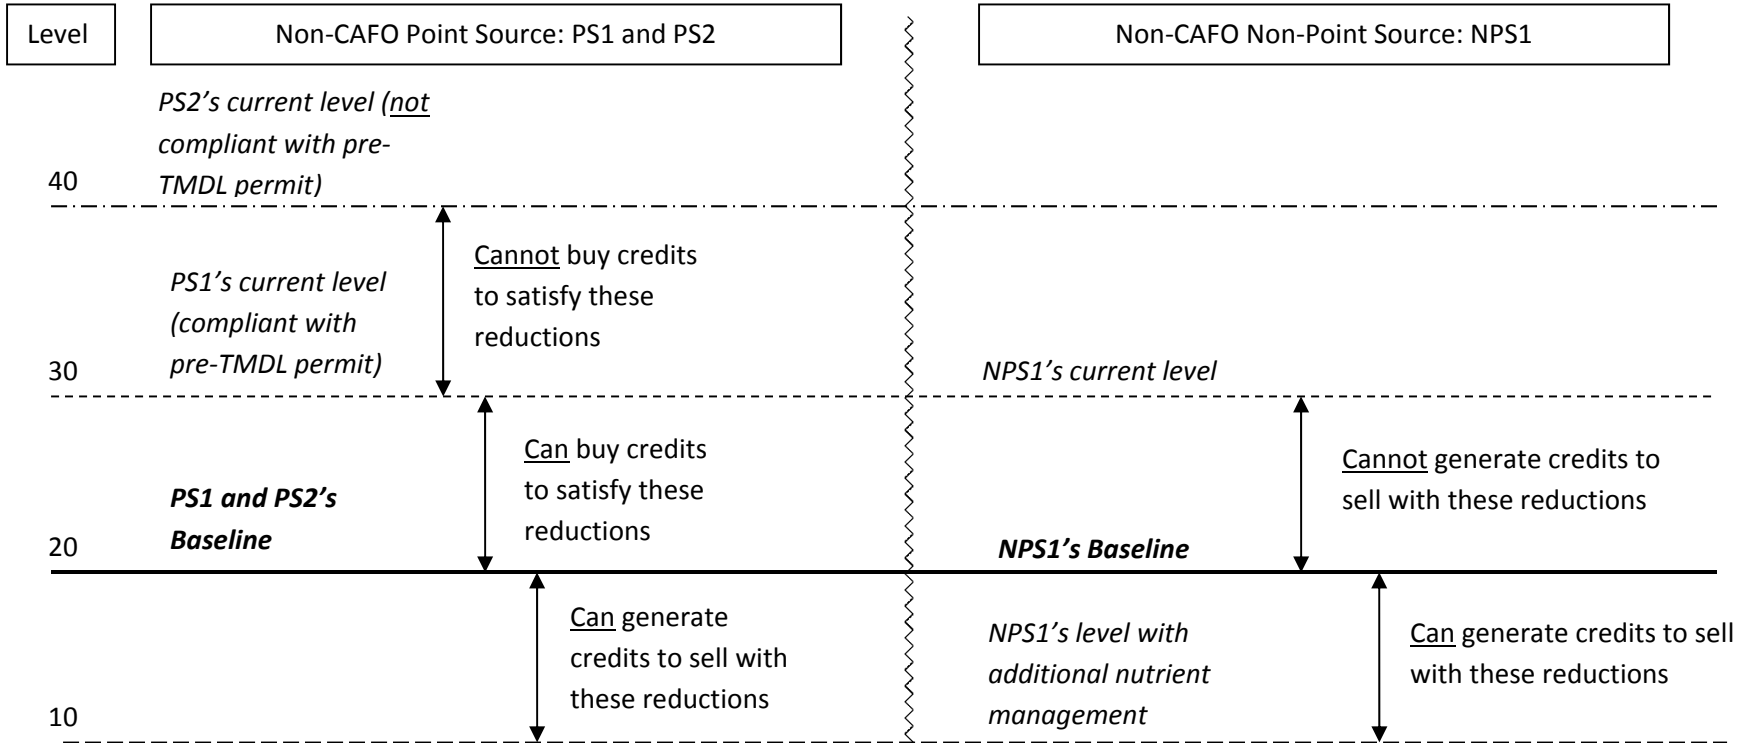 Level
Non-CAFO Point Source: PS1 and PS2
Non-CAFO Non-Point Source: NPS1
PS2’s current level (not
compliant with pre-
TMDL permit)
40
Cannot buy credits
to satisfy these
reductions
PS1’s current level
(compliant with
pre-TMDL permit)
30
NPS1’s current level
Can buy credits
to satisfy these
reductions
Cannot generate credits to
sell with these reductions
PS1 and PS2’s
Baseline
20
NPS1’s Baseline
Can generate
credits to sell with
these reductions
NPS1’s level with
additional nutrient
management
Can generate credits to sell
with these reductions
10